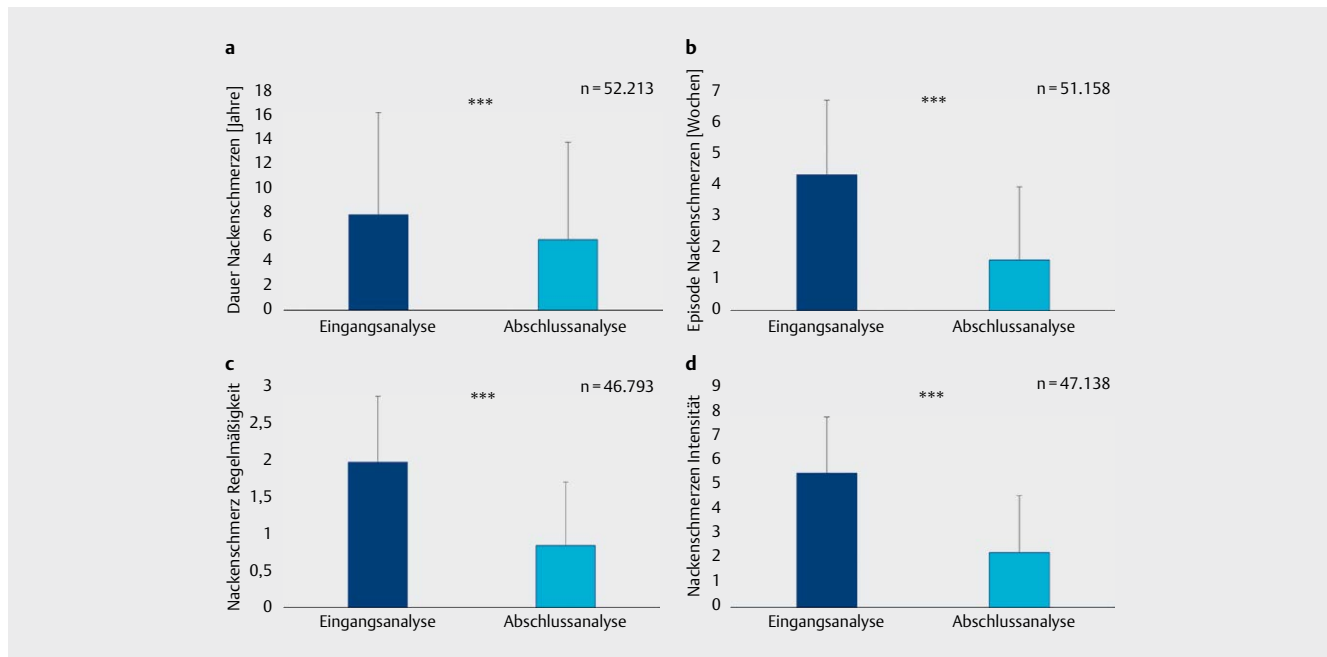 a
Dauer Nackenschmerzen [Jahre]
18
16
14
12
10
8
6
4
2
0
***
n = 52.213
Eingangsanalyse
Abschlussanalyse
b
Episode Nackenschmerzen [Wochen]
7
6
5
4
3
2
1
0
***
n = 51.158
Eingangsanalyse
Abschlussanalyse
c
Nackenschmerz Regelmäßigkeit
3
2,5
2
1,5
1
0,5
0
***
n = 46.793
Eingangsanalyse
Abschlussanalyse
d
Nackenschmerzen Intensität
9
8
7
6
5
4
3
2
1
0
***
n = 47.138
Eingangsanalyse
Abschlussanalyse